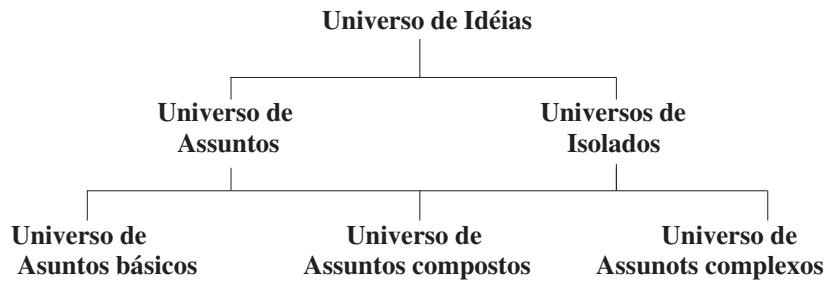 Universo de Idéias
Universo de
Assuntos
Universos de
Isolados
Universo de
Asuntos básicos
Universo de
Assuntos compostos
Universo de
Assunots complexos